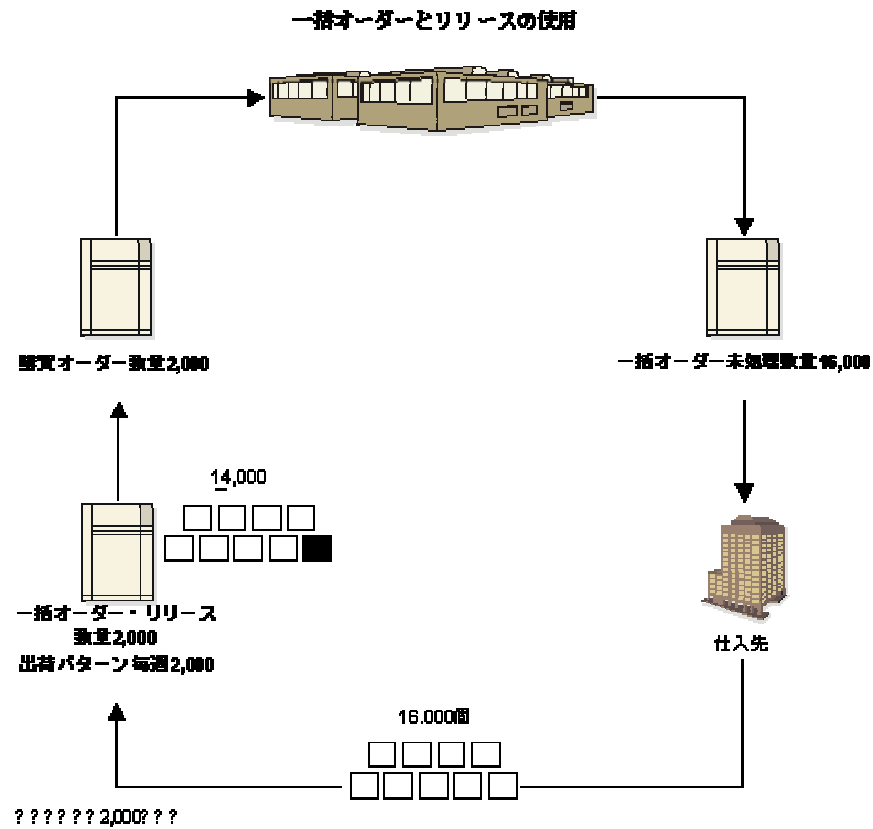 一括オーダーとリリースの使用
購買オーダー数量2,000
一括オーダー未処理数量16,000
14,000
一括オーダー・リリース
数量2,000
出荷パターン毎週2,000
仕入先
16.000個
??????2,000???